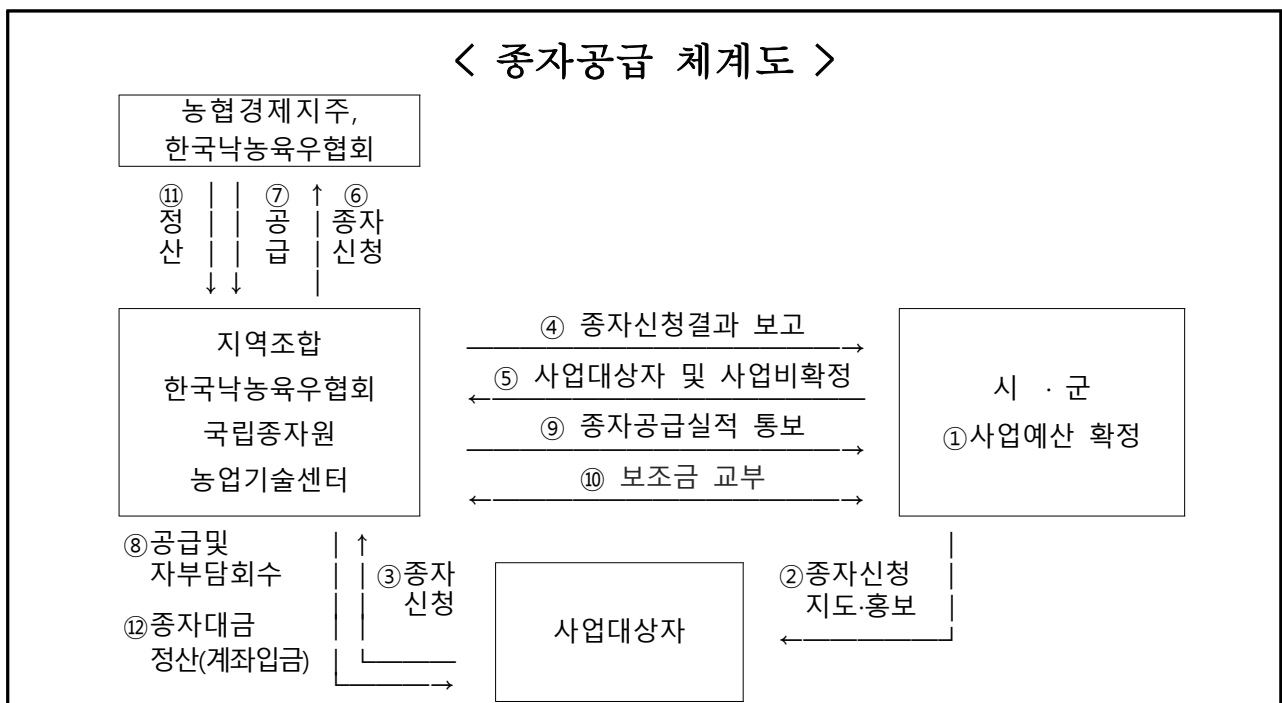 < 종자공급 체계도 >
농협경제지주,
한국낙농육우협회
⑪
정
산
⑦
공
급
⑥
종자
신청
지역조합
한국낙농육우협회
국립종자원
농업기술센터
④ 종자신청결과 보고
⑤ 사업대상자 및 사업비확정
⑨ 종자공급실적 통보
⑩ 보조금 교부
시 · 군
①사업예산 확정
⑧공급및
자부담회수
⑫종자대금
정산(계좌입금)
③종자
신청
사업대상자
②종자신청
지도·홍보